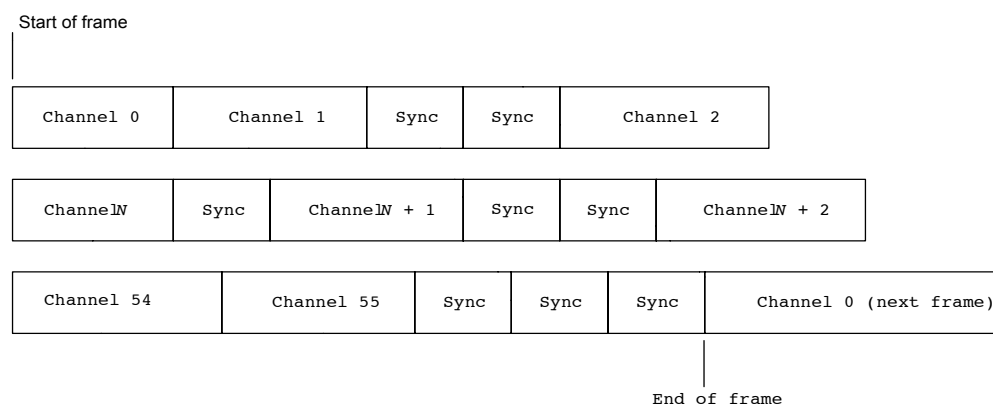 Start of frame
Channel 0 Channel 1 Sync Sync Channel 2
ChannelN Sync ChannelN + 1 Sync Sync ChannelN + 2
Channel 54 Channel 55 Sync Sync Sync Channel 0 (next frame)
End of frame